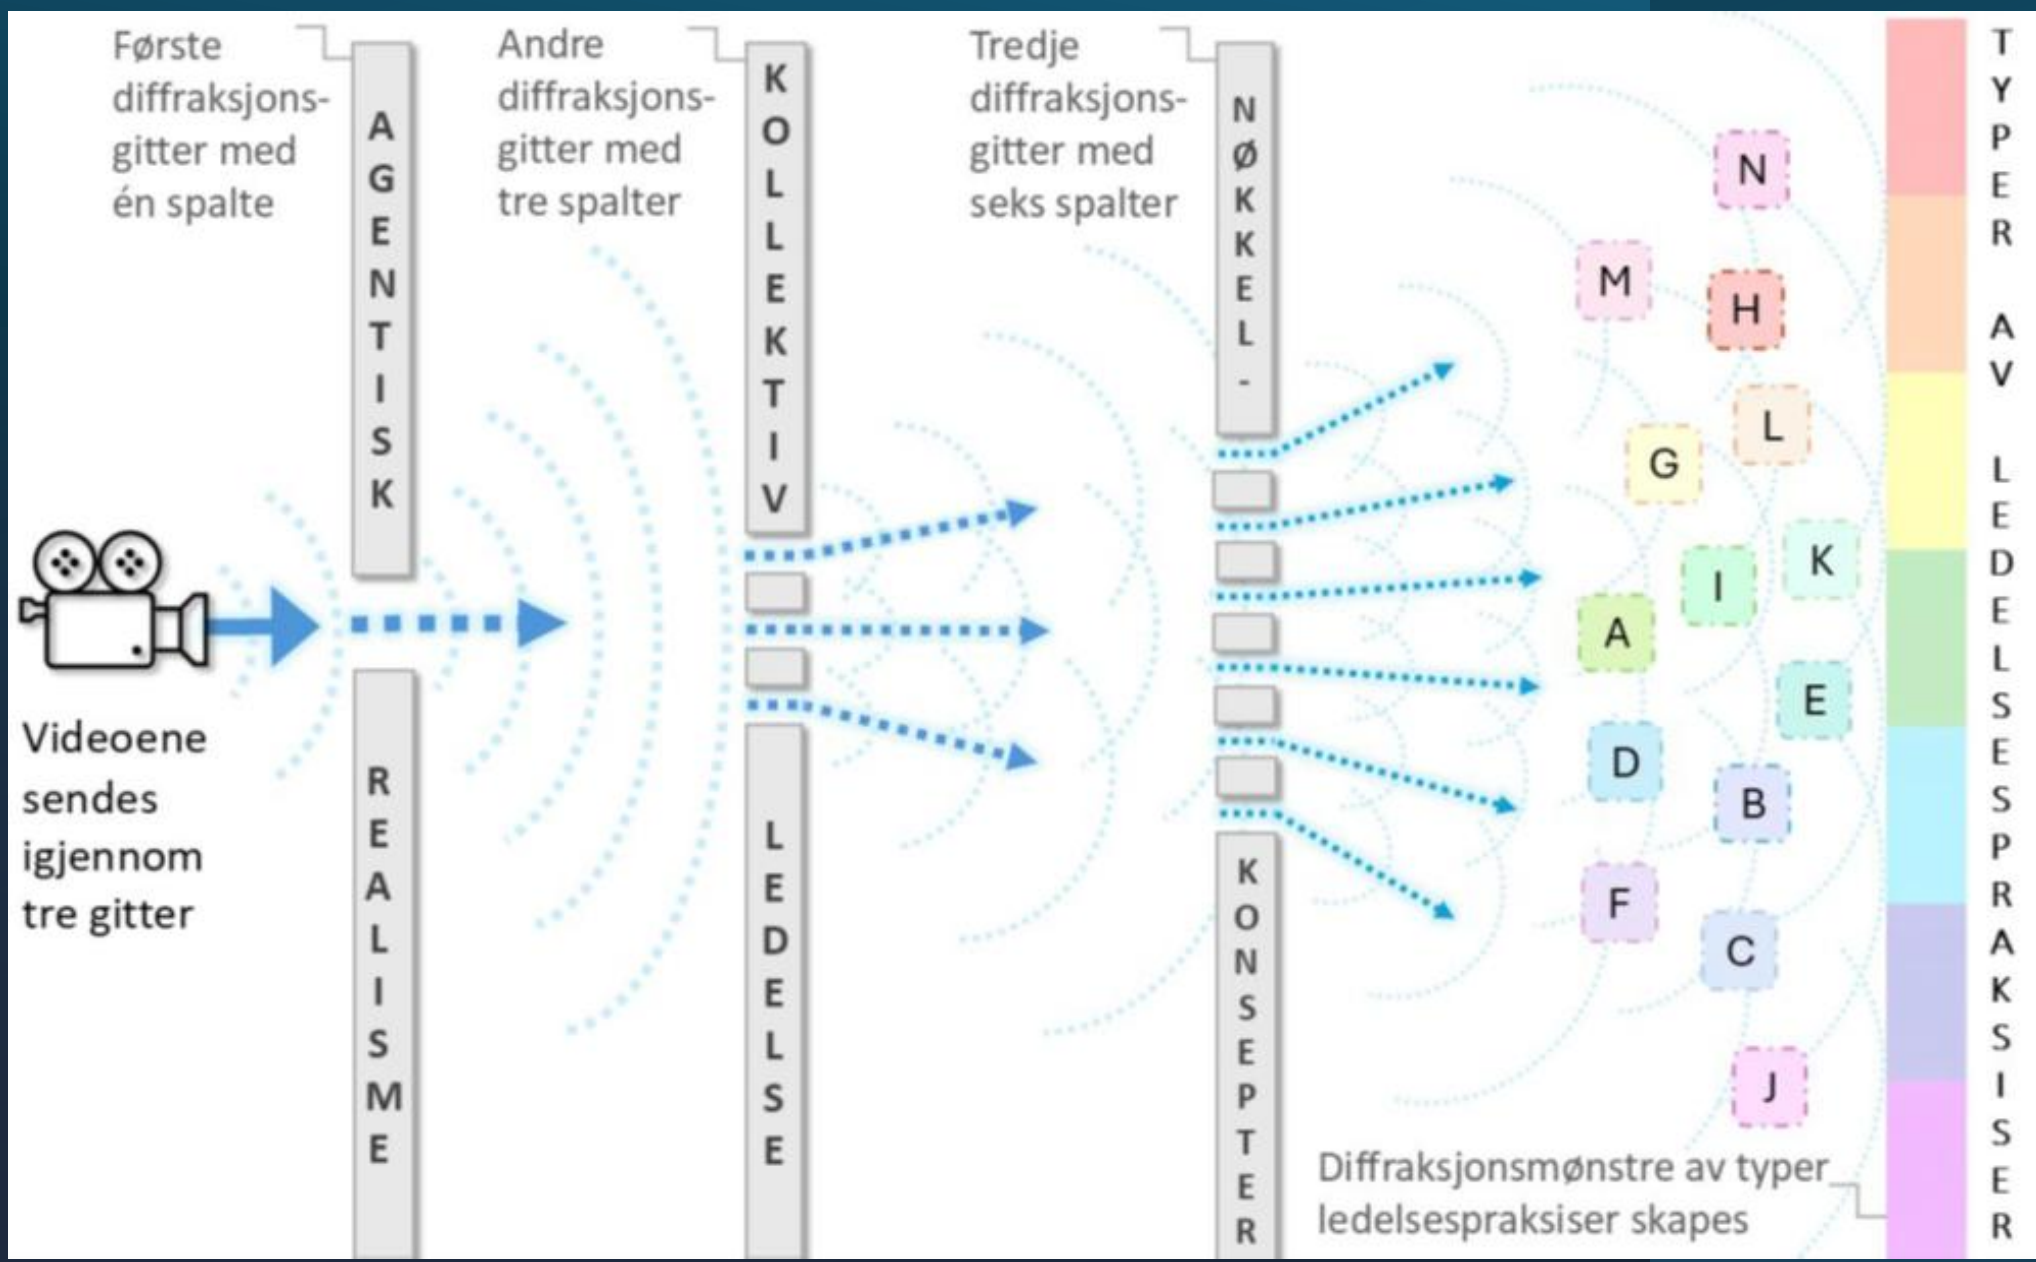 Første
diffraksjons-
gitter med
én spalte
AGENTISK
REALISME
Andre
diffraksjons-
gitter med
tre spalter
KOLLEKTIV
LEDELSE
Tredje
diffraksjons-
gitter med
seks spalter
NØKKEL-
KONSEPTER
Videoene
sendes
igjennom
tre gitter
N
M
H
L
G
K
I
A
E
D
B
F
C
J
Diffraksjonsmønstre av typer
ledelsespraksiser skapes
TYPER AV LEDELSESPRAKSISER